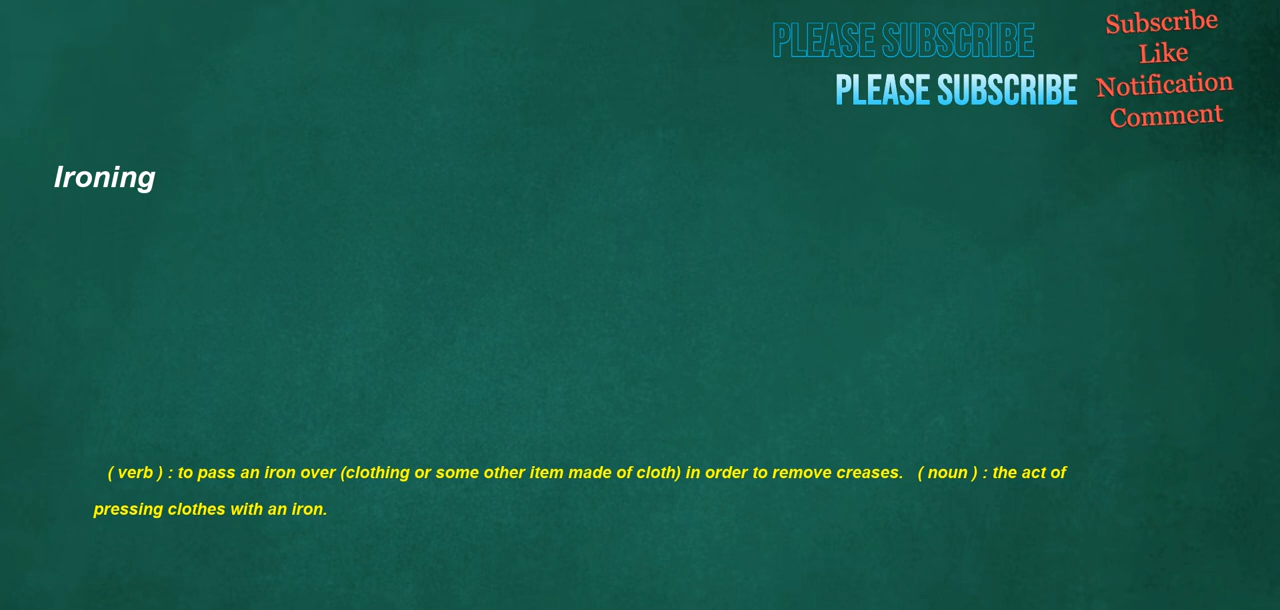 PLEASE SUBSCRIBE
PLEASE SUBSCRIBE
Subscribe
Like
Notification
Comment
Ironing
( verb ) : to pass an iron over (clothing or some other item made of cloth) in order to remove creases. ( noun ) : the act of
pressing clothes with an iron.